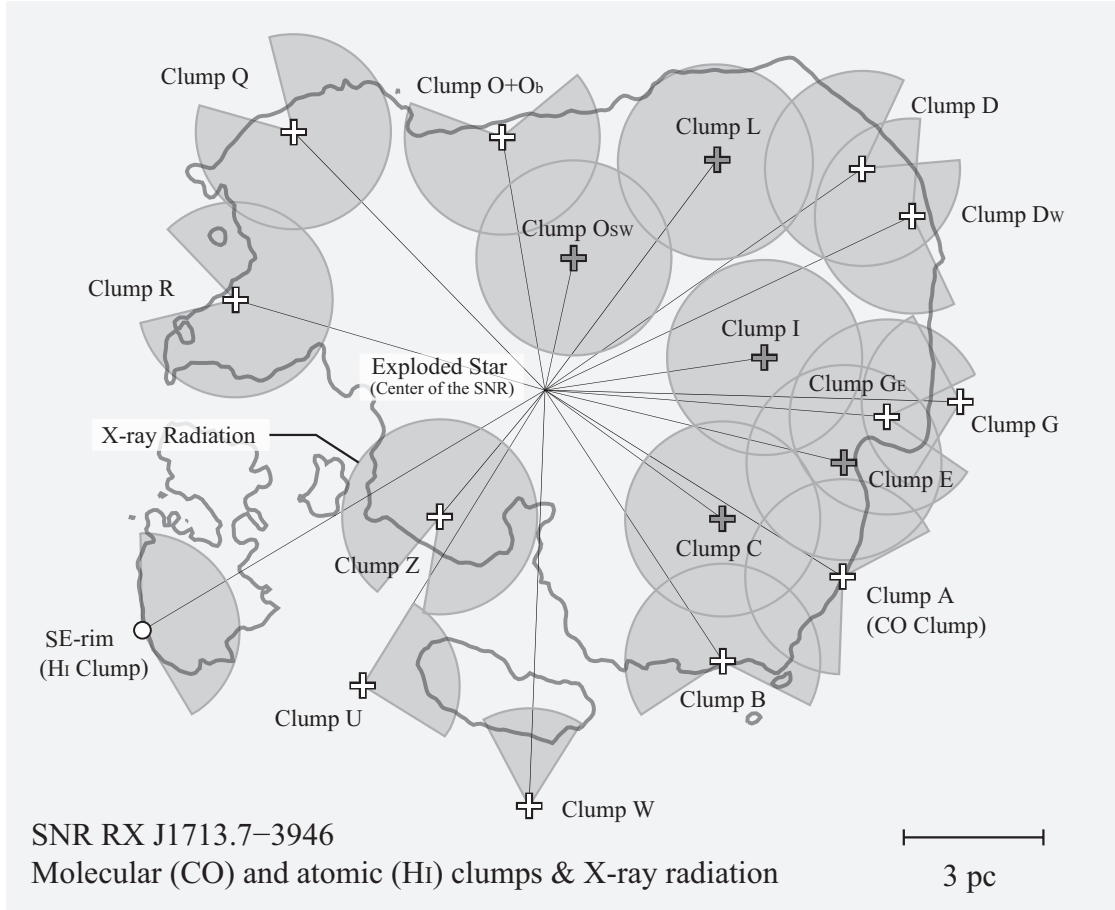 Clump Q
Clump O+Ob
Clump L
Clump D
Clump Dw
Clump Osw
Clump R
Clump I
Exploded Star
(Center of the SNR)
Clump GE
Clump G
X-ray Radiation
Clump E
Clump C
Clump Z
Clump A
(CO Clump)
SE-rim
(HI Clump)
Clump B
Clump U
Clump W
SNR RX J1713.7−3946
Molecular (CO) and atomic (HI) clumps & X-ray radiation
3 pc